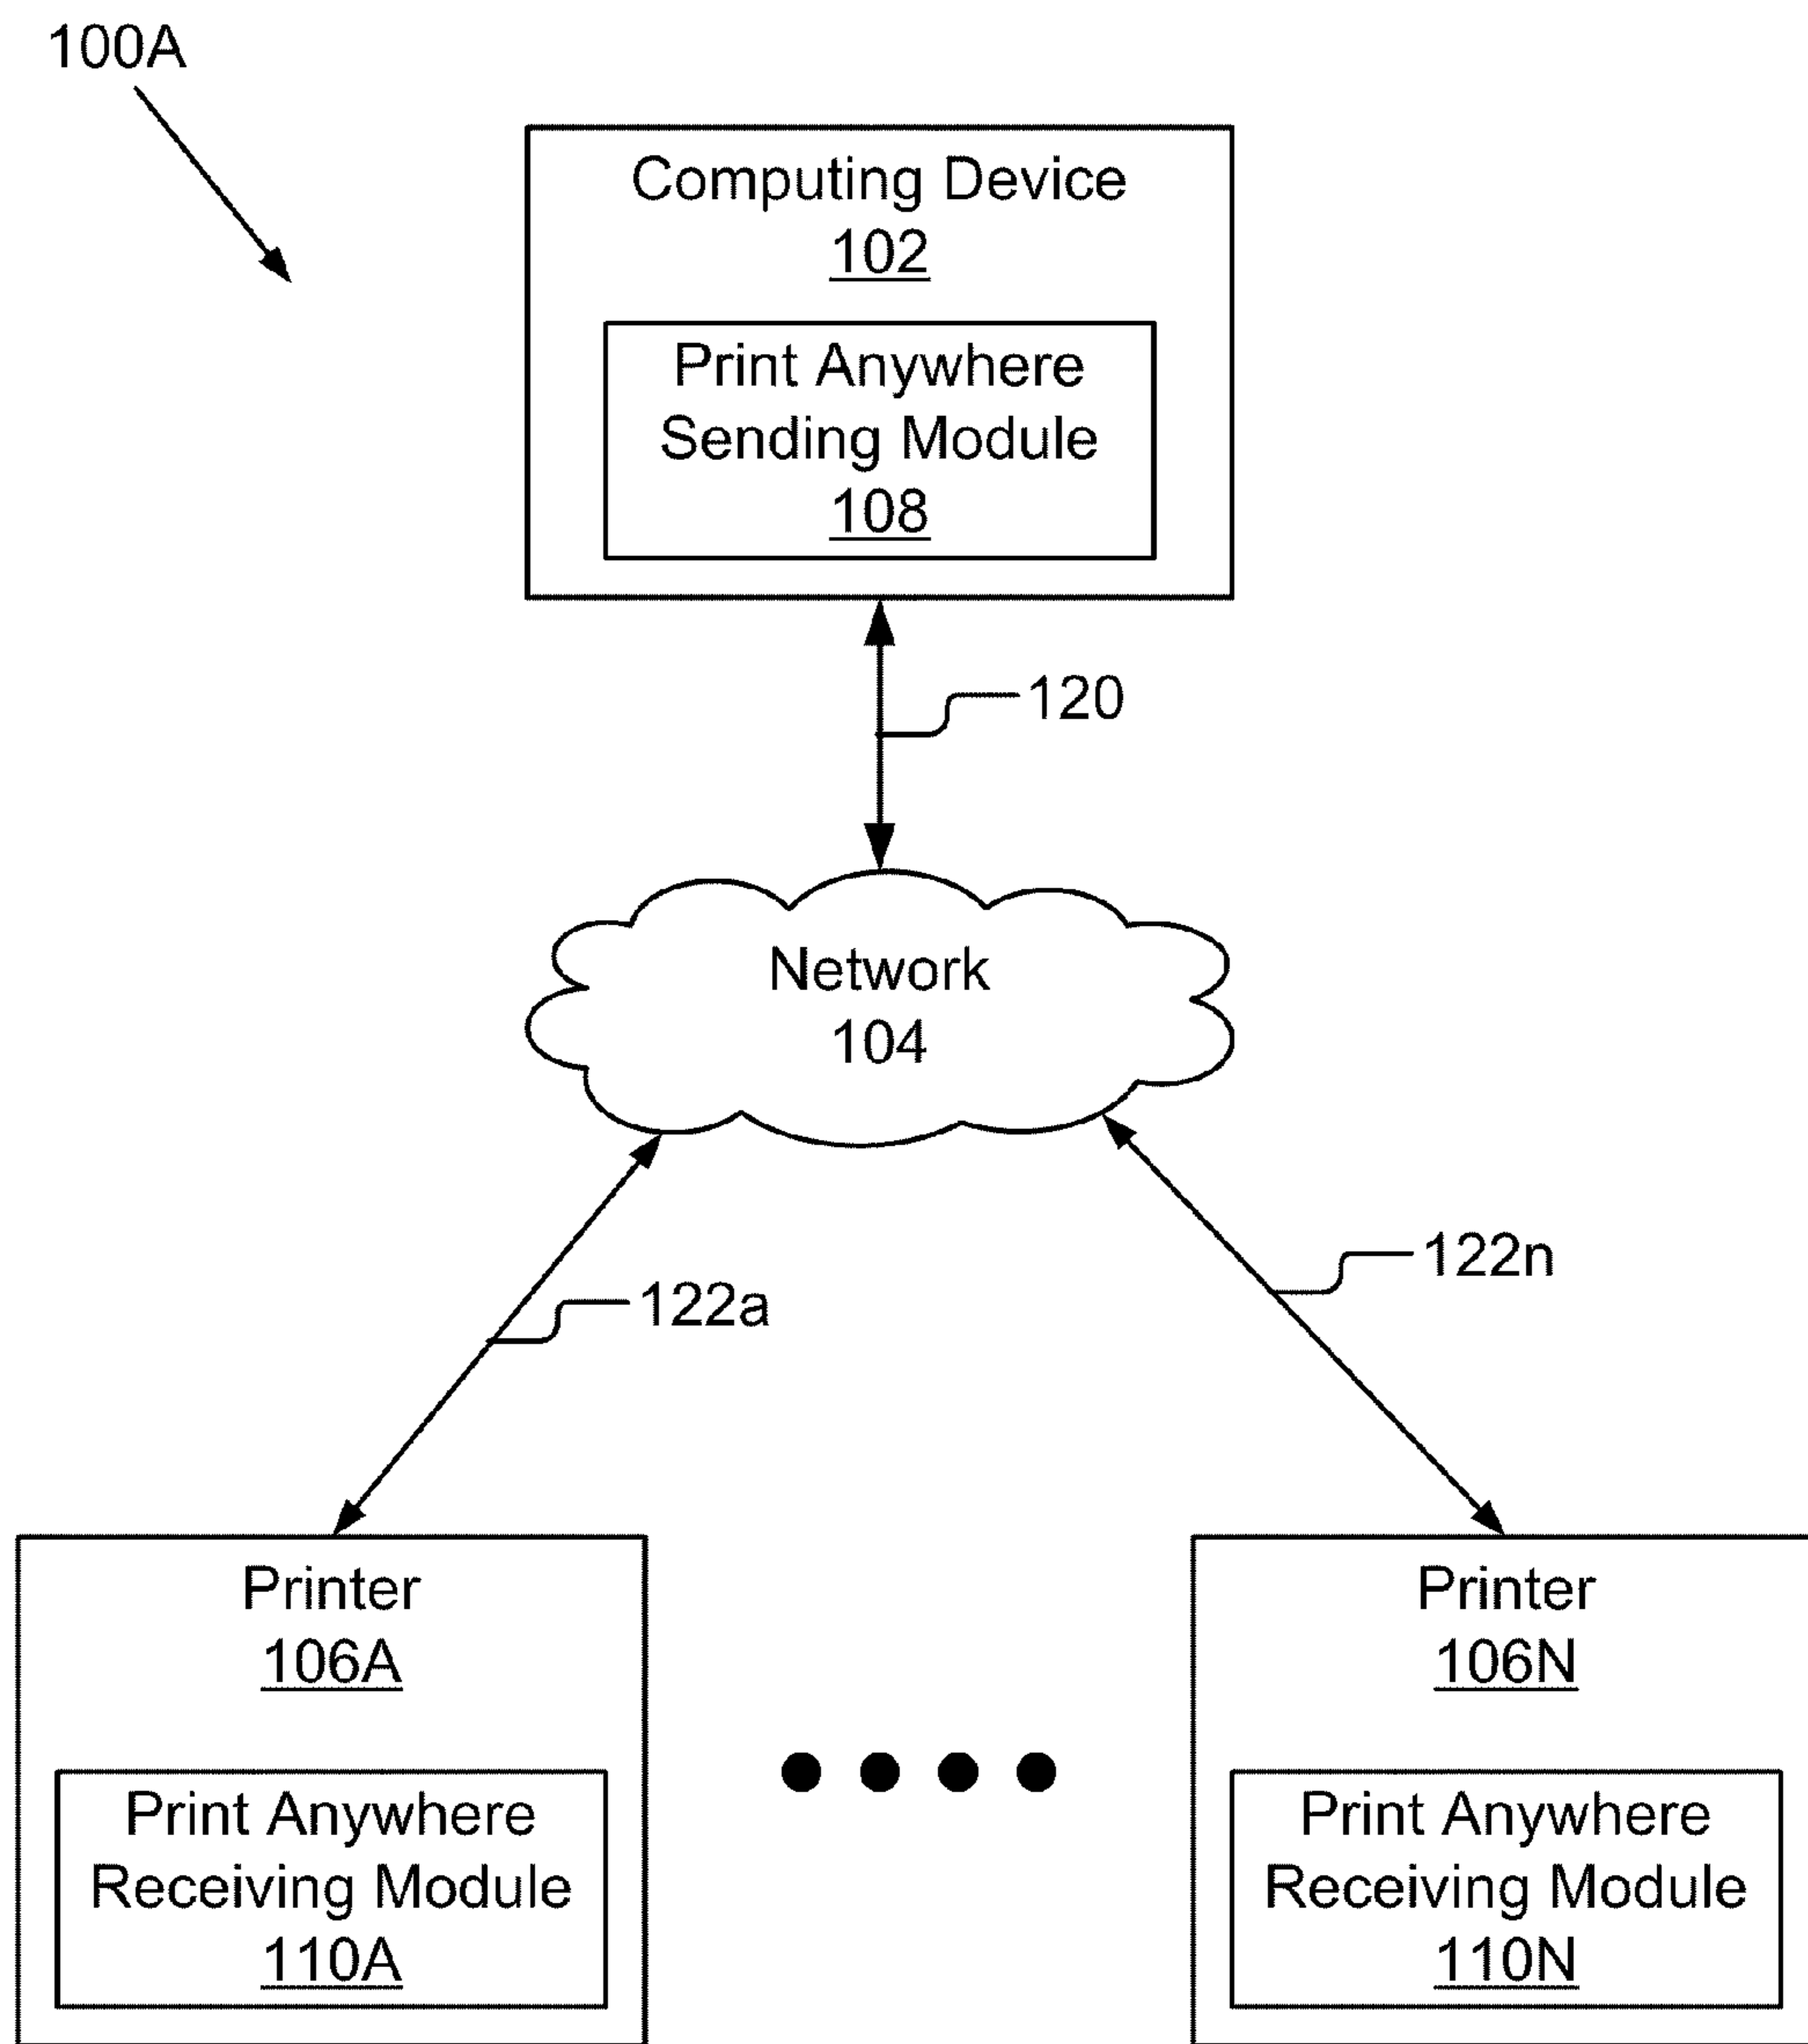 100A
Computing Device
102
Print Anywhere
Sending Module
108
120
Network
104
122a
122n
Printer
106A
Print Anywhere
Receiving Module
110A
Printer
106N
Print Anywhere
Receiving Module
110N